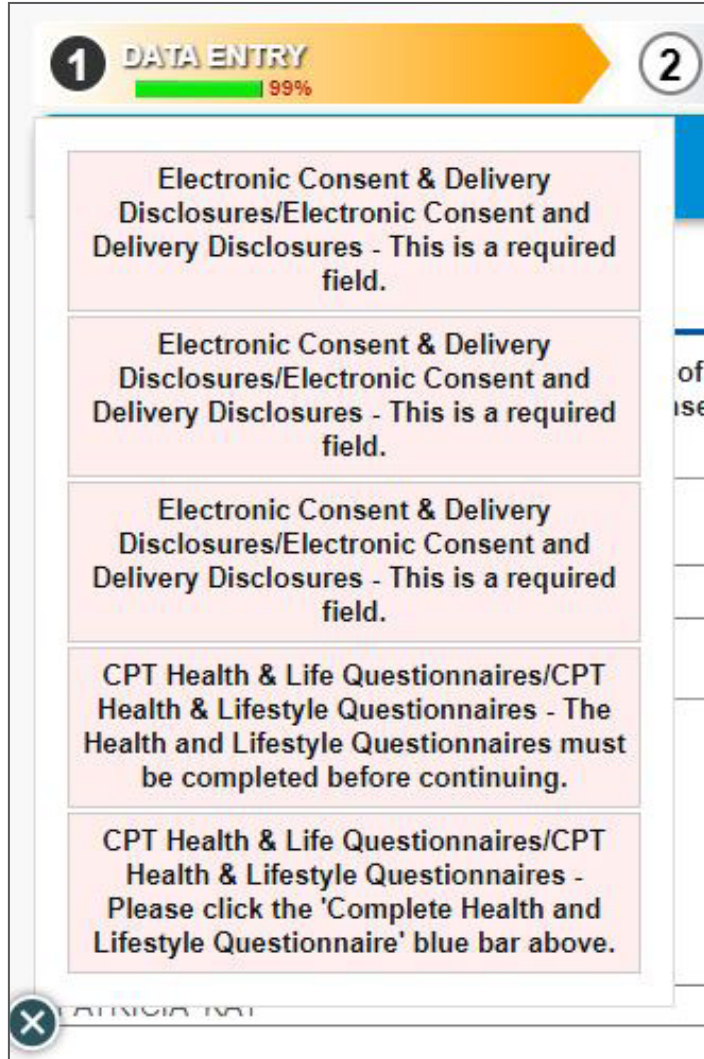 1 DATA ENTRY 2
99%
Electronic Consent & Delivery
Disclosures/Electronic Consent and
Delivery Disclosures - This is a required
field.
Electronic Consent & Delivery
Disclosures/Electronic Consent and
Delivery Disclosures - This is a required
field.
of
Electronic Consent & Delivery
Disclosures/Electronic Consent and
Delivery Disclosures - This is a required
field.
CPT Health & Life Questionnaires/CPT
Health & Lifestyle Questionnaires - The
Health and Lifestyle Questionnaires must
be completed before continuing.
CPT Health & Life Questionnaires/CPT
Health & Lifestyle Questionnaires -
Please click the 'Complete Health and
Lifestyle Questionnaire' blue bar above.